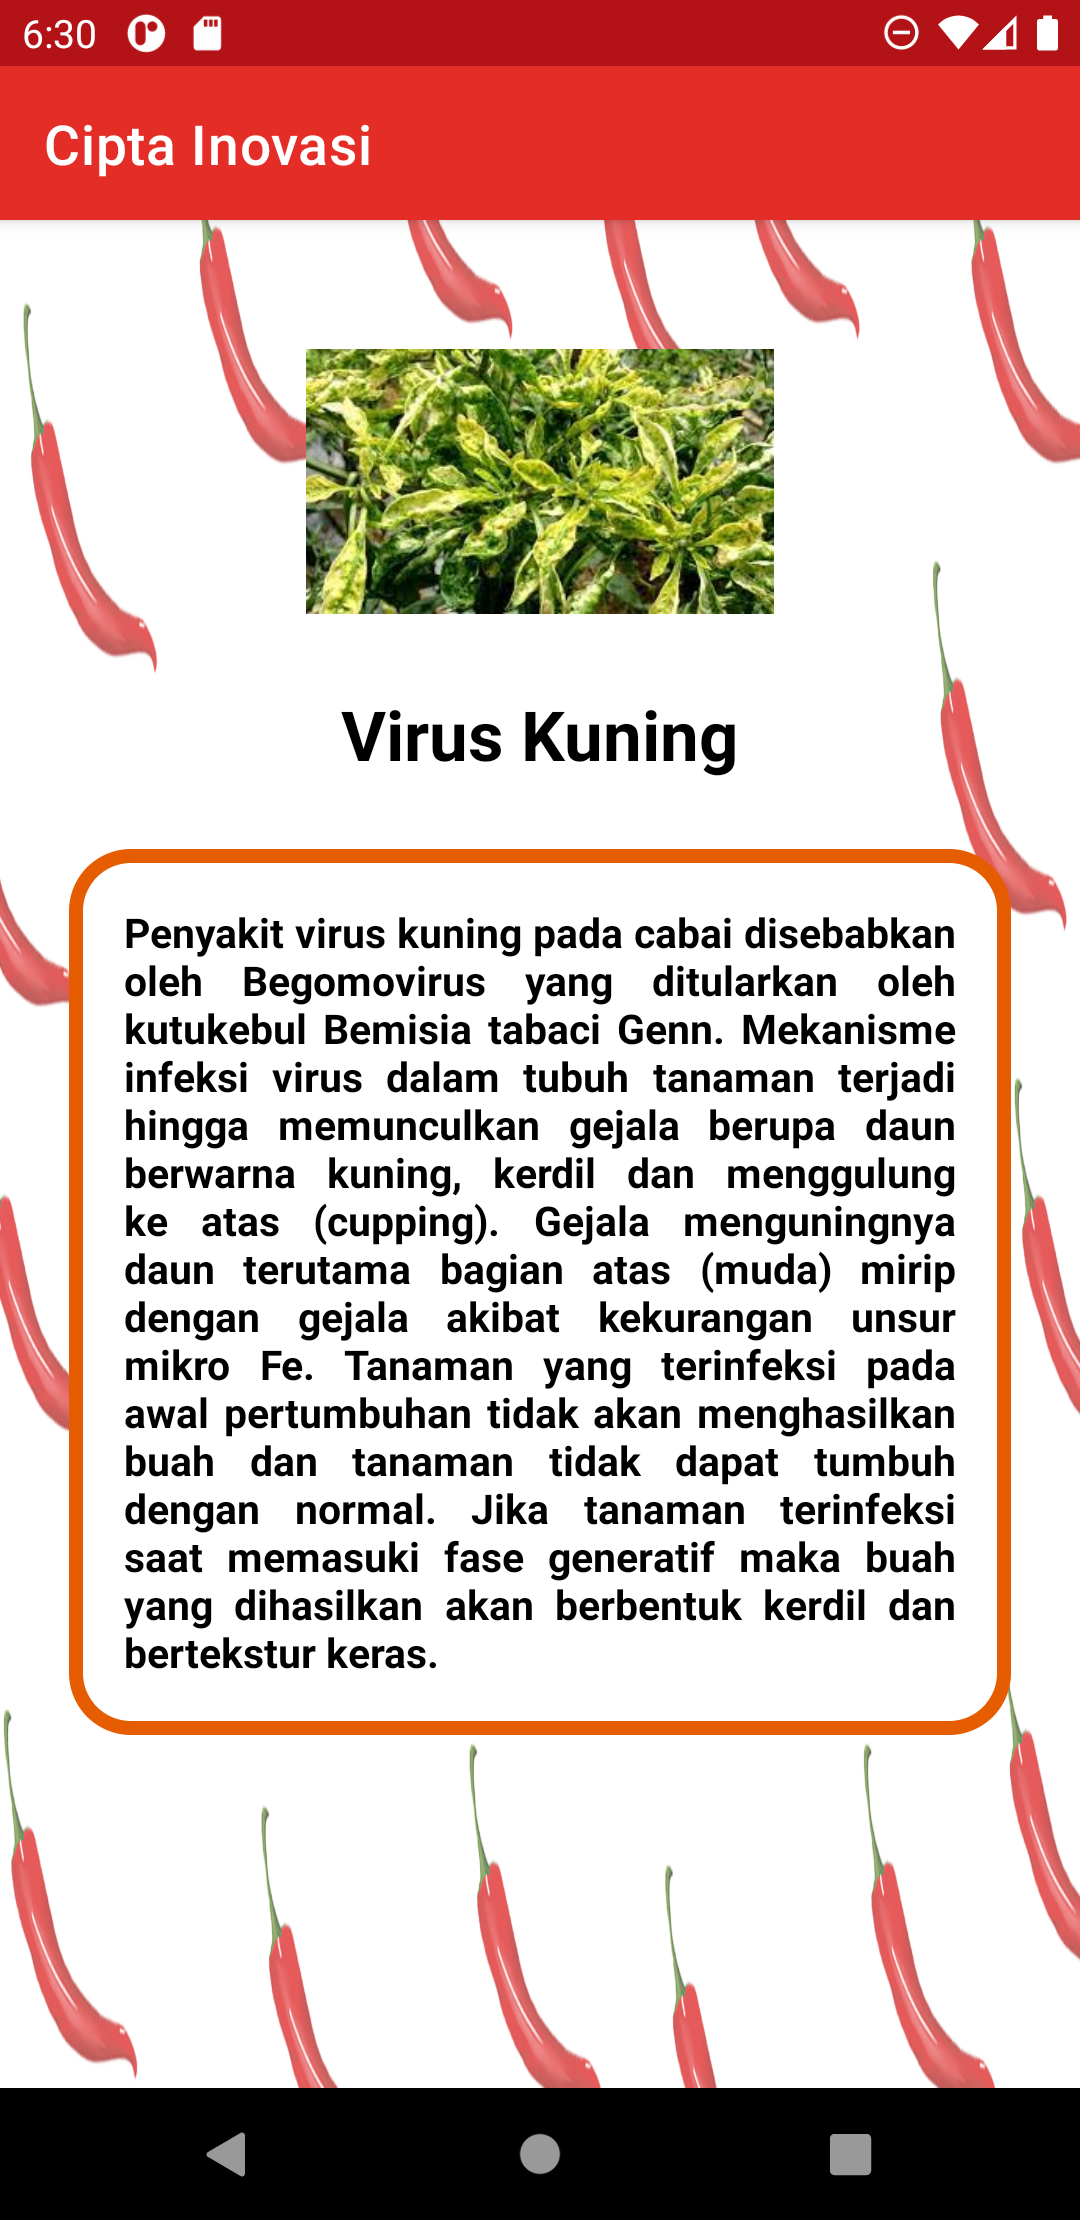 6:30
Cipta Inovasi
Virus Kuning
Penyakit virus kuning pada cabai disebabkan
oleh Begomovirus yang ditularkan oleh
kutukebul Bemisia tabaci Genn. Mekanisme
infeksi virus dalam tubuh tanaman terjadi
hingga memunculkan gejala berupa daun
berwarna kuning, kerdil dan menggulung
ke atas (cupping). Gejala menguningnya
daun terutama bagian atas (muda) mirip
dengan gejala akibat kekurangan unsur
mikro Fe. Tanaman yang terinfeksi pada
awal pertumbuhan tidak akan menghasilkan
buah dan tanaman tidak dapat tumbuh
dengan normal. Jika tanaman terinfeksi
saat memasuki fase generatif maka buah
yang dihasilkan akan berbentuk kerdil dan
bertekstur keras.